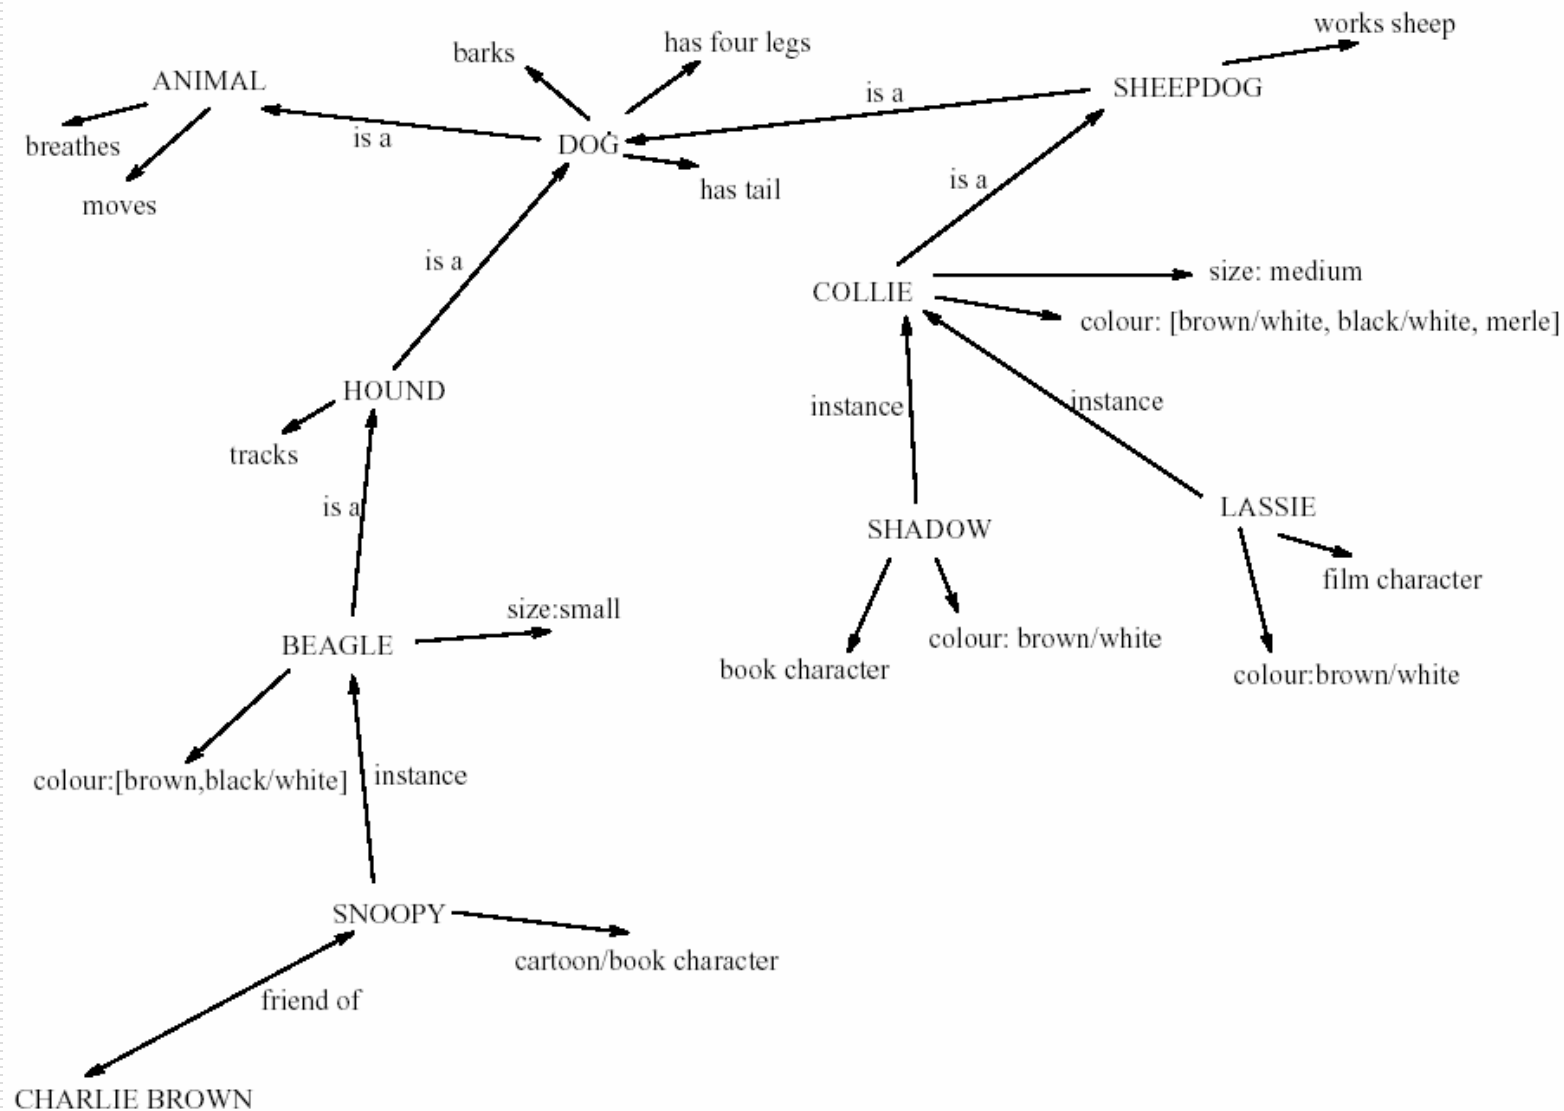 works sheep
has four legs
barks
ANIMAL
SHEEPDOG
is a
is a
DOG
breathes
is a
has tail
moves
is a
size: medium
COLLIE
colour: [brown/white, black/white, merle]
HOUND
instance
instance
tracks
is a
LASSIE
SHADOW
film character
size:small
colour: brown/white
BEAGLE
book character
colour:brown/white
colour:[brown,black/white]
instance
SNOOPY
cartoon/book character
friend of
CHARLIE BROWN